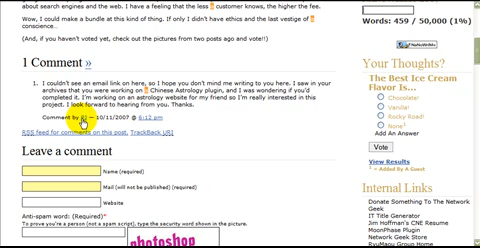 about search engines and the web. I have a feeling that the less a customer knows, the higher the fee.
Wow, I could make a bundle at this kind of thing. If only I didn't have ethics and the last vestige of a
conscience..
(And, if you haven't voted yet, check out the pictures from two posts ago and vote!!)
1 Comment »
1. I couldn't see an email link on here, so I hope you don't mind me writing to you here. I saw in your
archives that you were working on a Chinese Astrology plugin, and I was wondering if you'd
completed it. I'm working on an astrology website for my friend so I'm really interested in this
project. I look forward to hearing from you. Thanks.
Comment by — 10/11/2007 @ 6:12 pm
RSS feed for comments on this post. TrackBack URI
Leave a comment
Name (required)
Mail (will not be published) (required)
Website
Anti-spam word: (Required)*
To prove you're a person (not a spam script), type the security word shown in the picture.
photoshop
Words: 459 / 50,000 (1%)
Your Thoughts?
The Best Ice Cream
Flavor Is...
Chocolate!
Vanilla!
Rocky Road!
None1
Add An Answer
Vote
View Results
1 = Added By A Guest
Internal Links
Donate Something To The Network
Geek
IT Title Generator
Jim Hoffman's CNE Resume
MoonPhase Plugin
Network Geek Store
RyuMaou Group Home